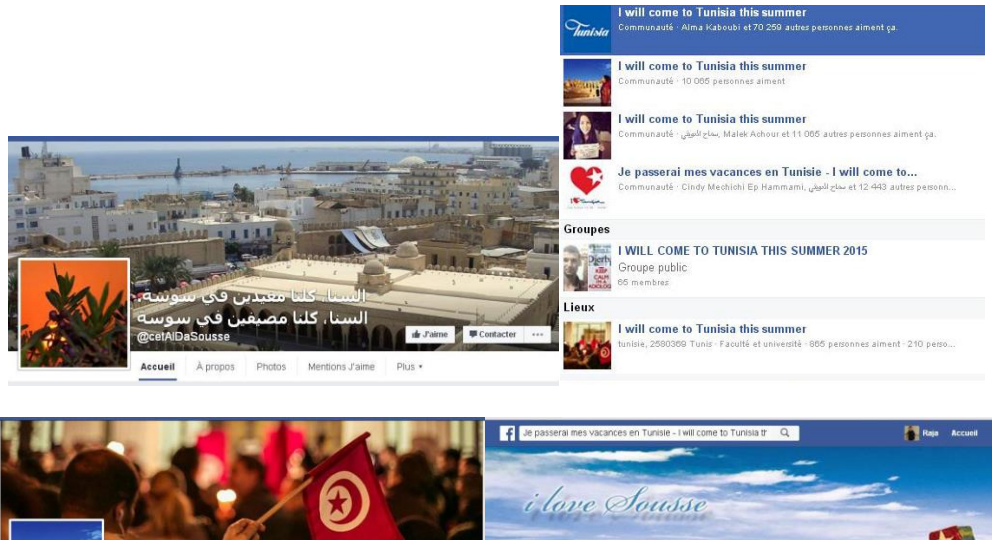 I will come to Tunisia this summer
Tunisia
Communauté · Alma Kaboubi et 70 259 autres personnes aiment ça.
I will come to Tunisia this summer
Communauté · 10 065 personnes aiment
I will come to Tunisia this summer
Communauté · سماح, Malek Achour et 11 065 autres personnes aiment ça.
Je passerai mes vacances en Tunisie - I will come to...
Communauté · Cindy Mechichi Ep Hammami, سماح et 12 443 autres personn...
Groupes
I WILL COME TO TUNISIA THIS SUMMER 2015
Groupe public
65 membres
Lieux
I will come to Tunisia this summer
tunisie, 2580369 Tunis · Faculté et université · 865 personnes aiment · 210 perso...
السنا، كلنا معيدين في سوسة.
السنا، كلنا مصيفين في سوسة
@cetAlDaSousse
J'aime
Contacter
Accueil
À propos
Photos
Mentions J'aime
Plus
Je passerai mes vacances en Tunisie - I will come to Tunisia th
Raja
Accueil
i love Sousse